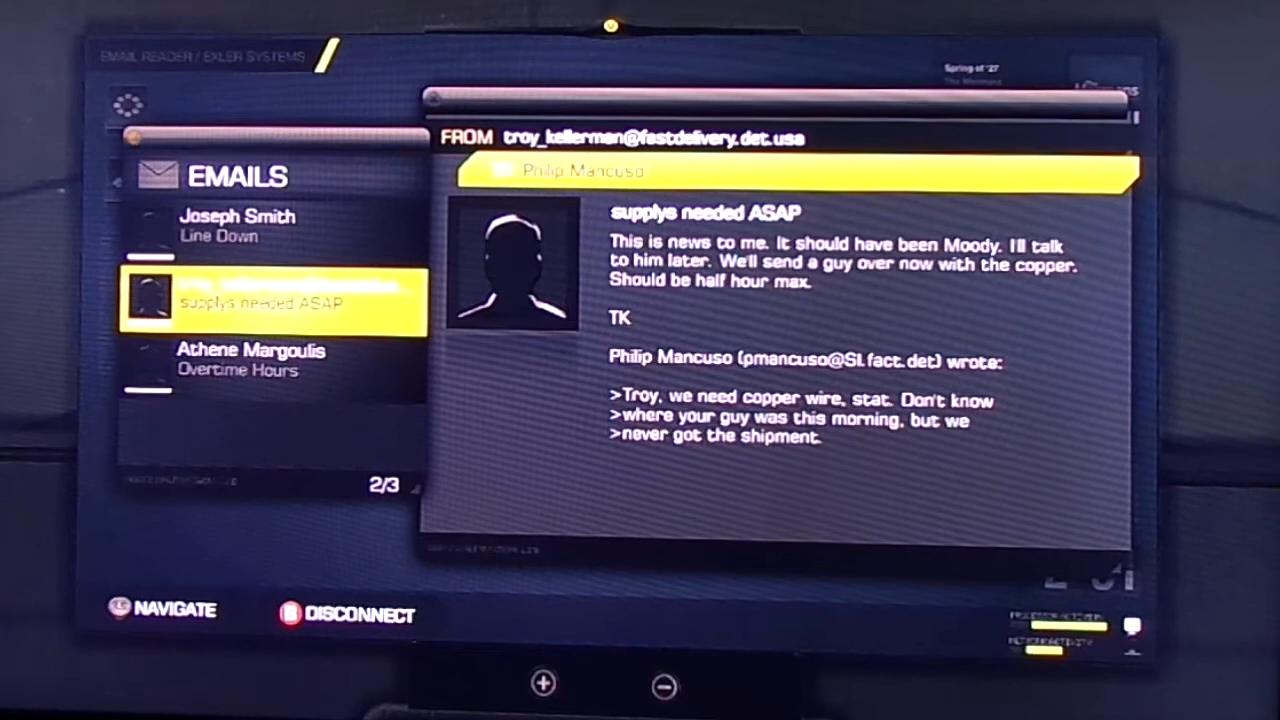 EMAIL READER / EXLER SYSTEMS
Spring of '27
EMAILS
Joseph Smith
Line Down
supplys needed ASAP
Athene Margoulis
Overtime Hours
2/3
FROM troy_kellerman@fastdelivery.det.usa
Philip Mancuso
supplys needed ASAP
This is news to me. It should have been Moody. I'll talk
to him later. We'll send a guy over now with the copper.
Should be half hour max.
TK
Philip Mancuso (pmancuso@SI.fact.det) wrote:
>Troy, we need copper wire, stat. Don't know
>where your guy was this morning, but we
>never got the shipment.
NAVIGATE
B DISCONNECT